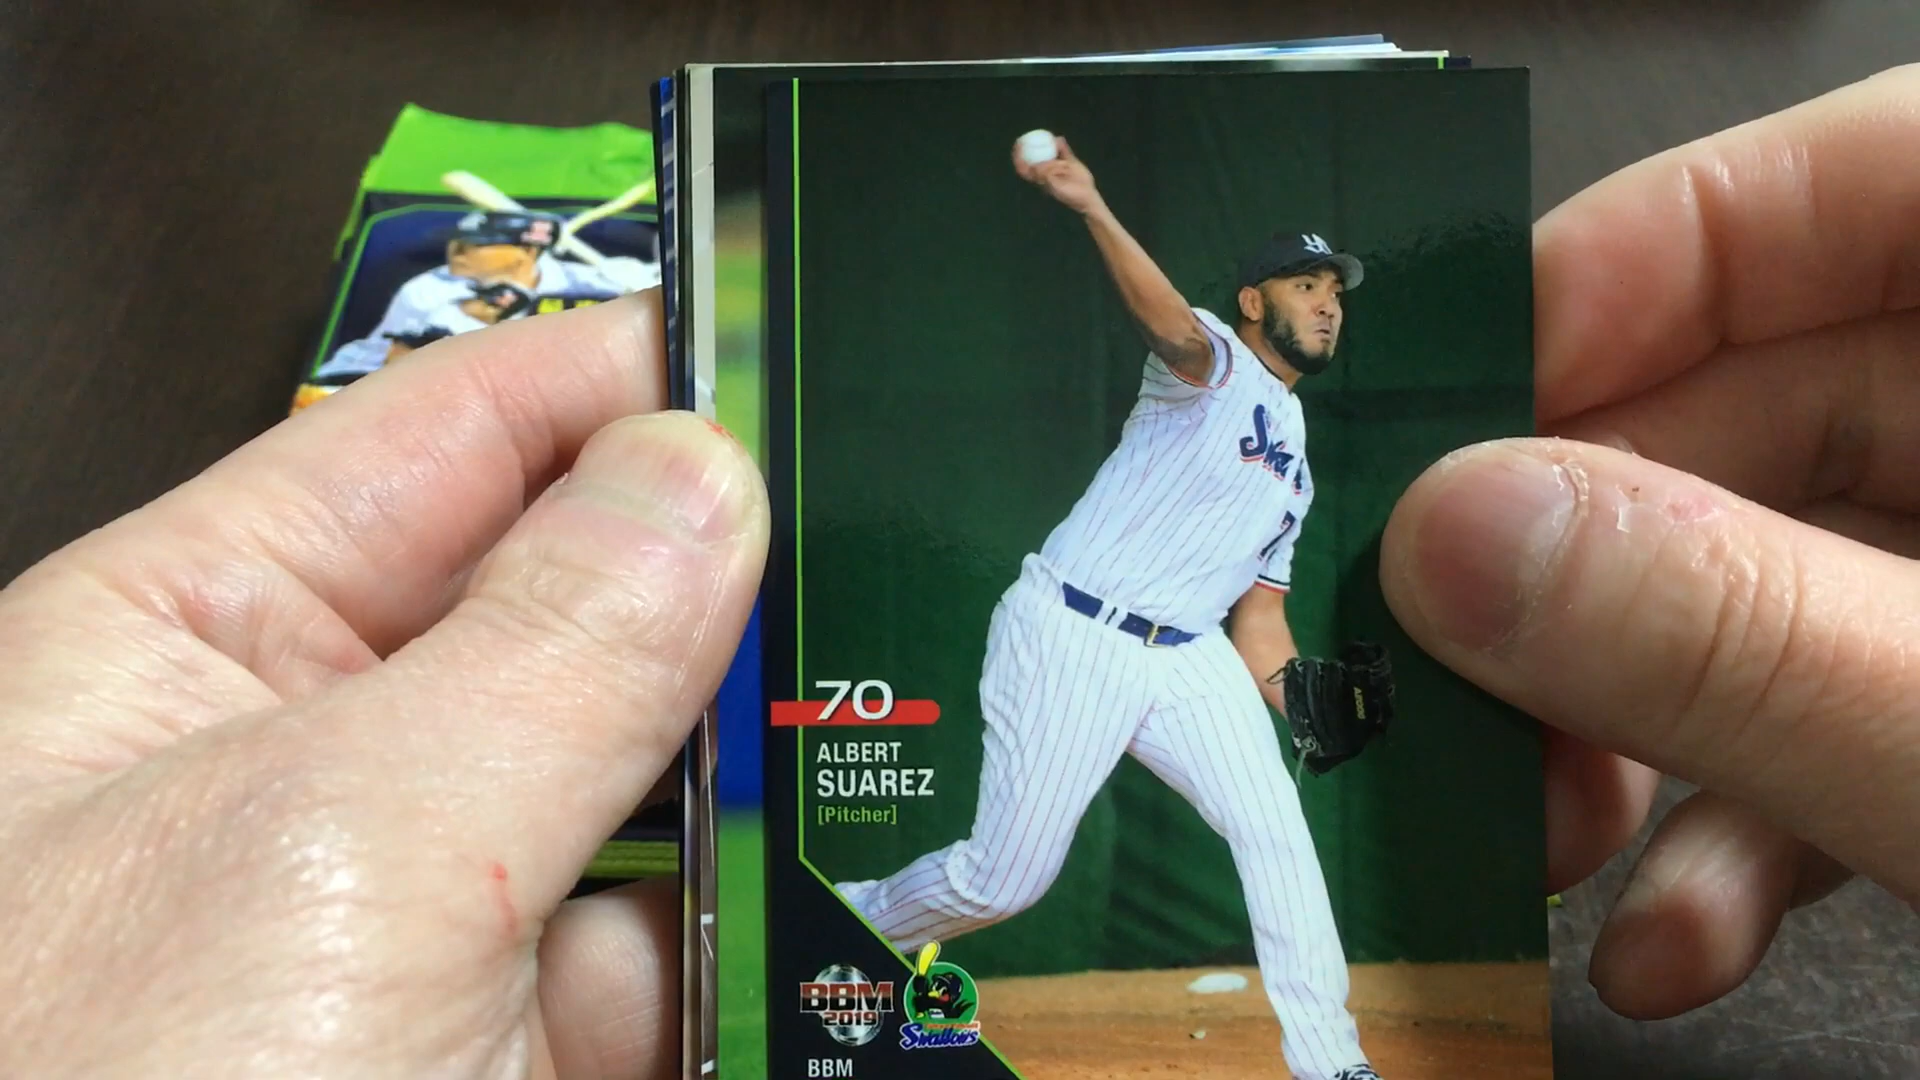 70
ALBERT
SUAREZ
[Pitcher]
BBM
2019
Swallows
BBM